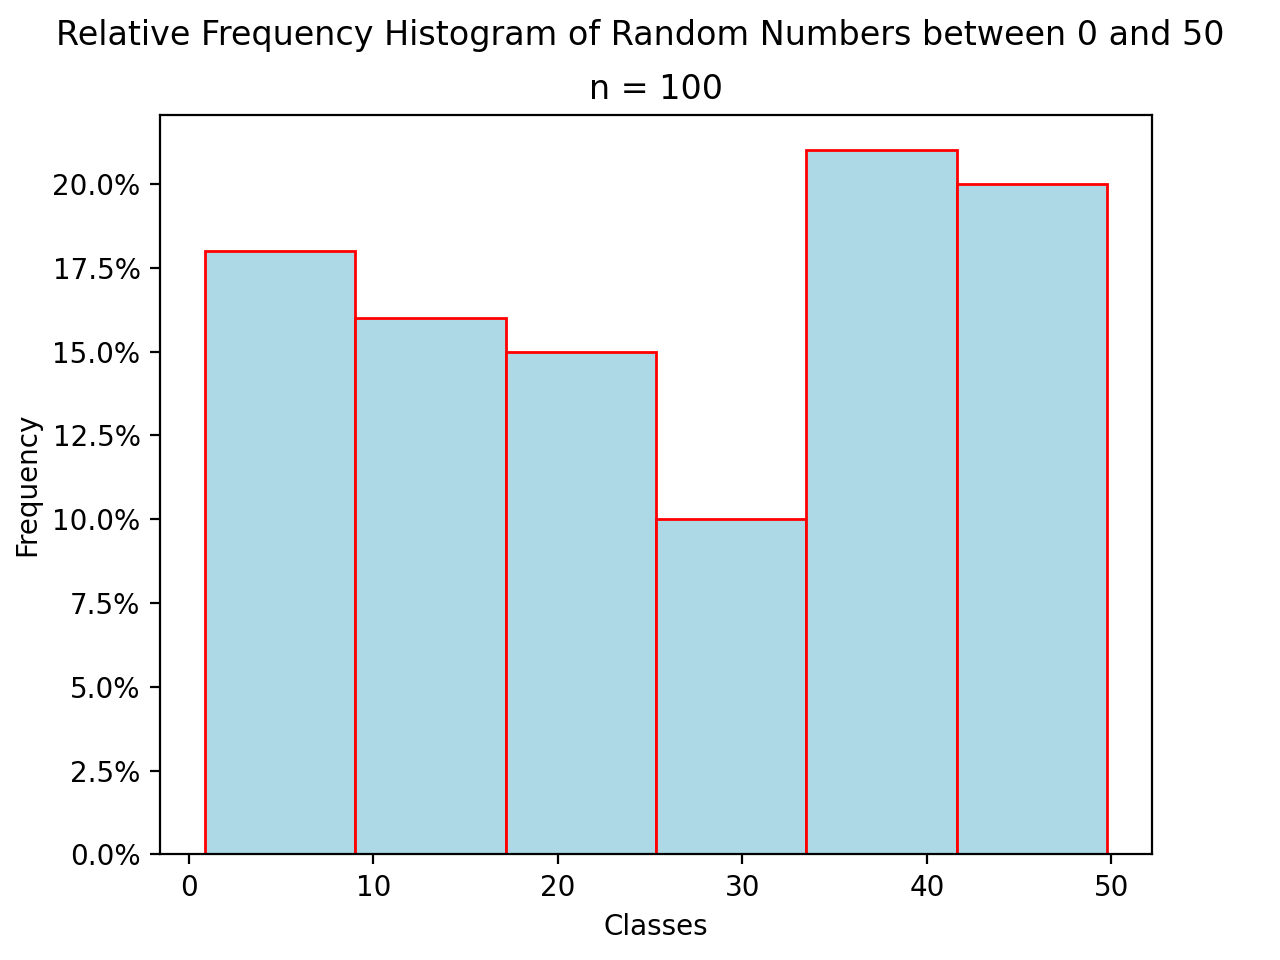 Relative Frequency Histogram of Random Numbers between 0 and 50
n = 100
20.0%
17.5%
15.0%
12.5%
10.0%
7.5%
5.0%
2.5%
0.0%
Frequency
0 10 20 30 40 50
Classes